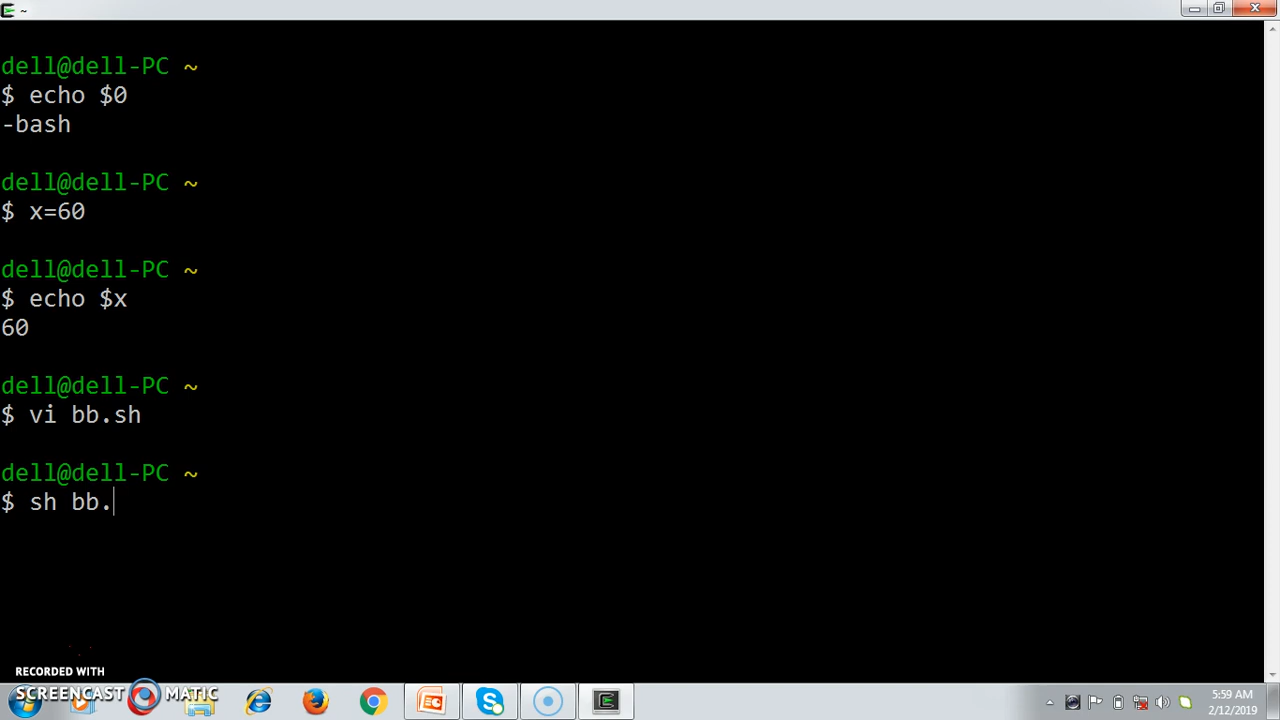 ~
dell@dell-PC ~
$ echo $0
-bash
dell@dell-PC ~
$ x=60
dell@dell-PC ~
$ echo $x
60
dell@dell-PC ~
$ vi bb.sh
dell@dell-PC ~
$ sh bb.
RECORDED WITH
SCREENCAST MATIC
5:59 AM
2/12/2019